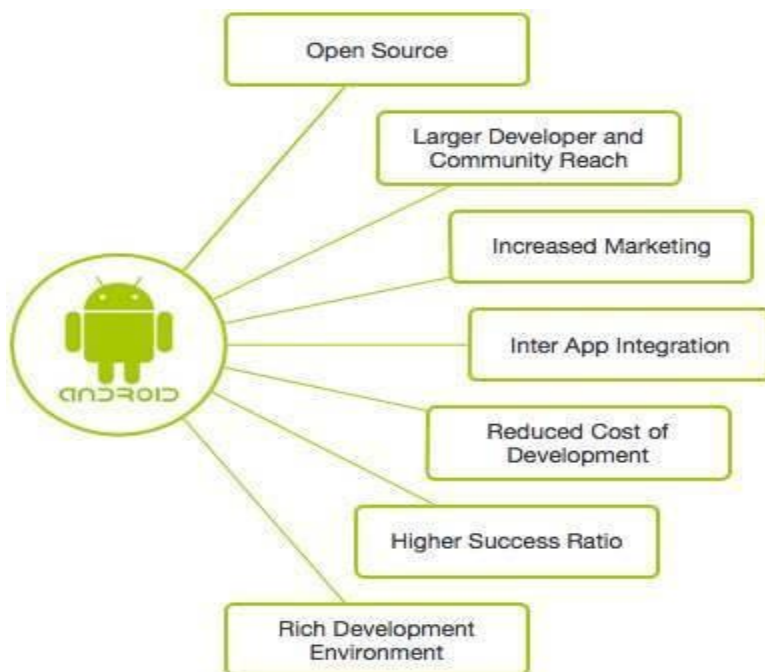 Open Source
Larger Developer and
Community Reach
Increased Marketing
Inter App Integration
ANDROID
Reduced Cost of
Development
Higher Success Ratio
Rich Development
Environment